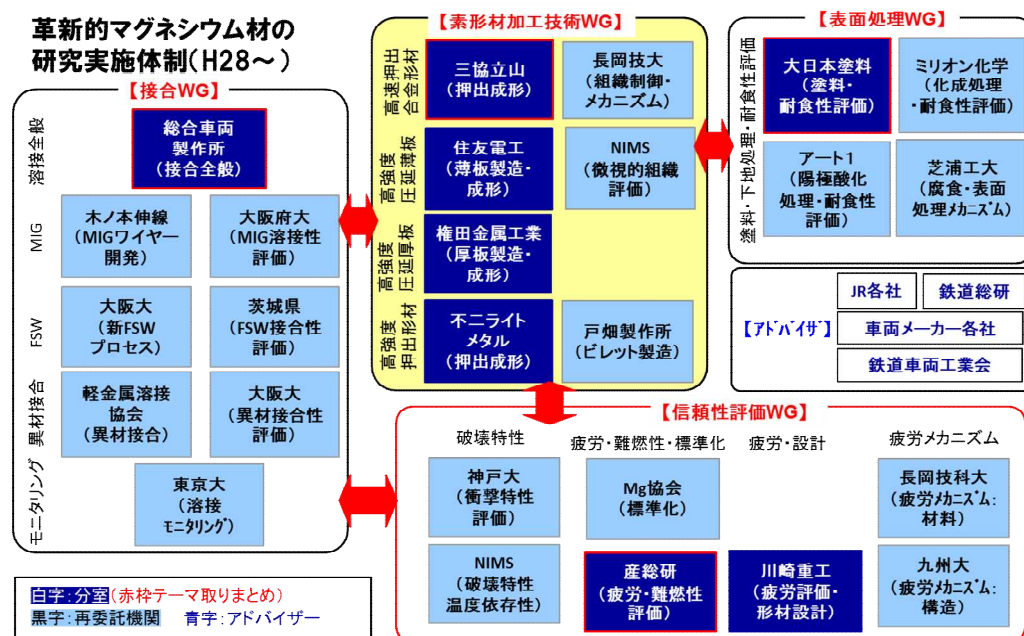 革新的マグネシウム材の
研究実施体制(H28～)
【接合WG】
溶接全般
総合車両
製作所
(接合全般)
MIG
木ノ本伸線
(MIGワイヤー
開発)
大阪府大
(MIG溶接性
評価)
FSW
大阪大
(新FSW
プロセス)
茨城県
(FSW接合性
評価)
異材接合
軽金属溶接
協会
(異材接合)
大阪大
(異材接合性
評価)
モニタリング
東京大
(溶接
ﾓﾆﾀﾘﾝｸﾞ)
【素形材加工技術WG】
高速押出
合金形材
三協立山
(押出成形)
長岡技大
(組織制御・
メカニズム)
高強度
圧延薄板
住友電工
(薄板製造・
成形)
NIMS
(微視的組織
評価)
高強度
圧延厚板
権田金属工業
(厚板製造・
成形)
高強度
押出形材
不二ライト
メタル
(押出成形)
戸畑製作所
(ビレット製造)
【表面処理WG】
塗料・下地処理・耐食性評価
大日本塗料
(塗料・
耐食性評価)
ミリオン化学
(化成処理
・耐食性評価)
アート1
(陽極酸化
処理・耐食性
評価)
芝浦工大
(腐食・表面
処理ﾒｶﾆｽﾞﾑ)
【ｱﾄﾞﾊﾞｲｻﾞ】
JR各社
鉄道総研
車両メーカー各社
鉄道車両工業会
【信頼性評価WG】
破壊特性
疲労・難燃性・標準化
疲労・設計
疲労メカニズム
神戸大
(衝撃特性
評価)
Mg協会
(標準化)
長岡技科大
(疲労ﾒｶﾆｽﾞﾑ:
材料)
NIMS
(破壊特性
温度依存性)
産総研
(疲労・難燃性
評価)
川崎重工
(疲労評価・
形材設計)
九州大
(疲労ﾒｶﾆｽﾞﾑ:
構造)
白字:分室(赤枠テーマ取りまとめ)
黒字:再委託機関 青字:アドバイザー